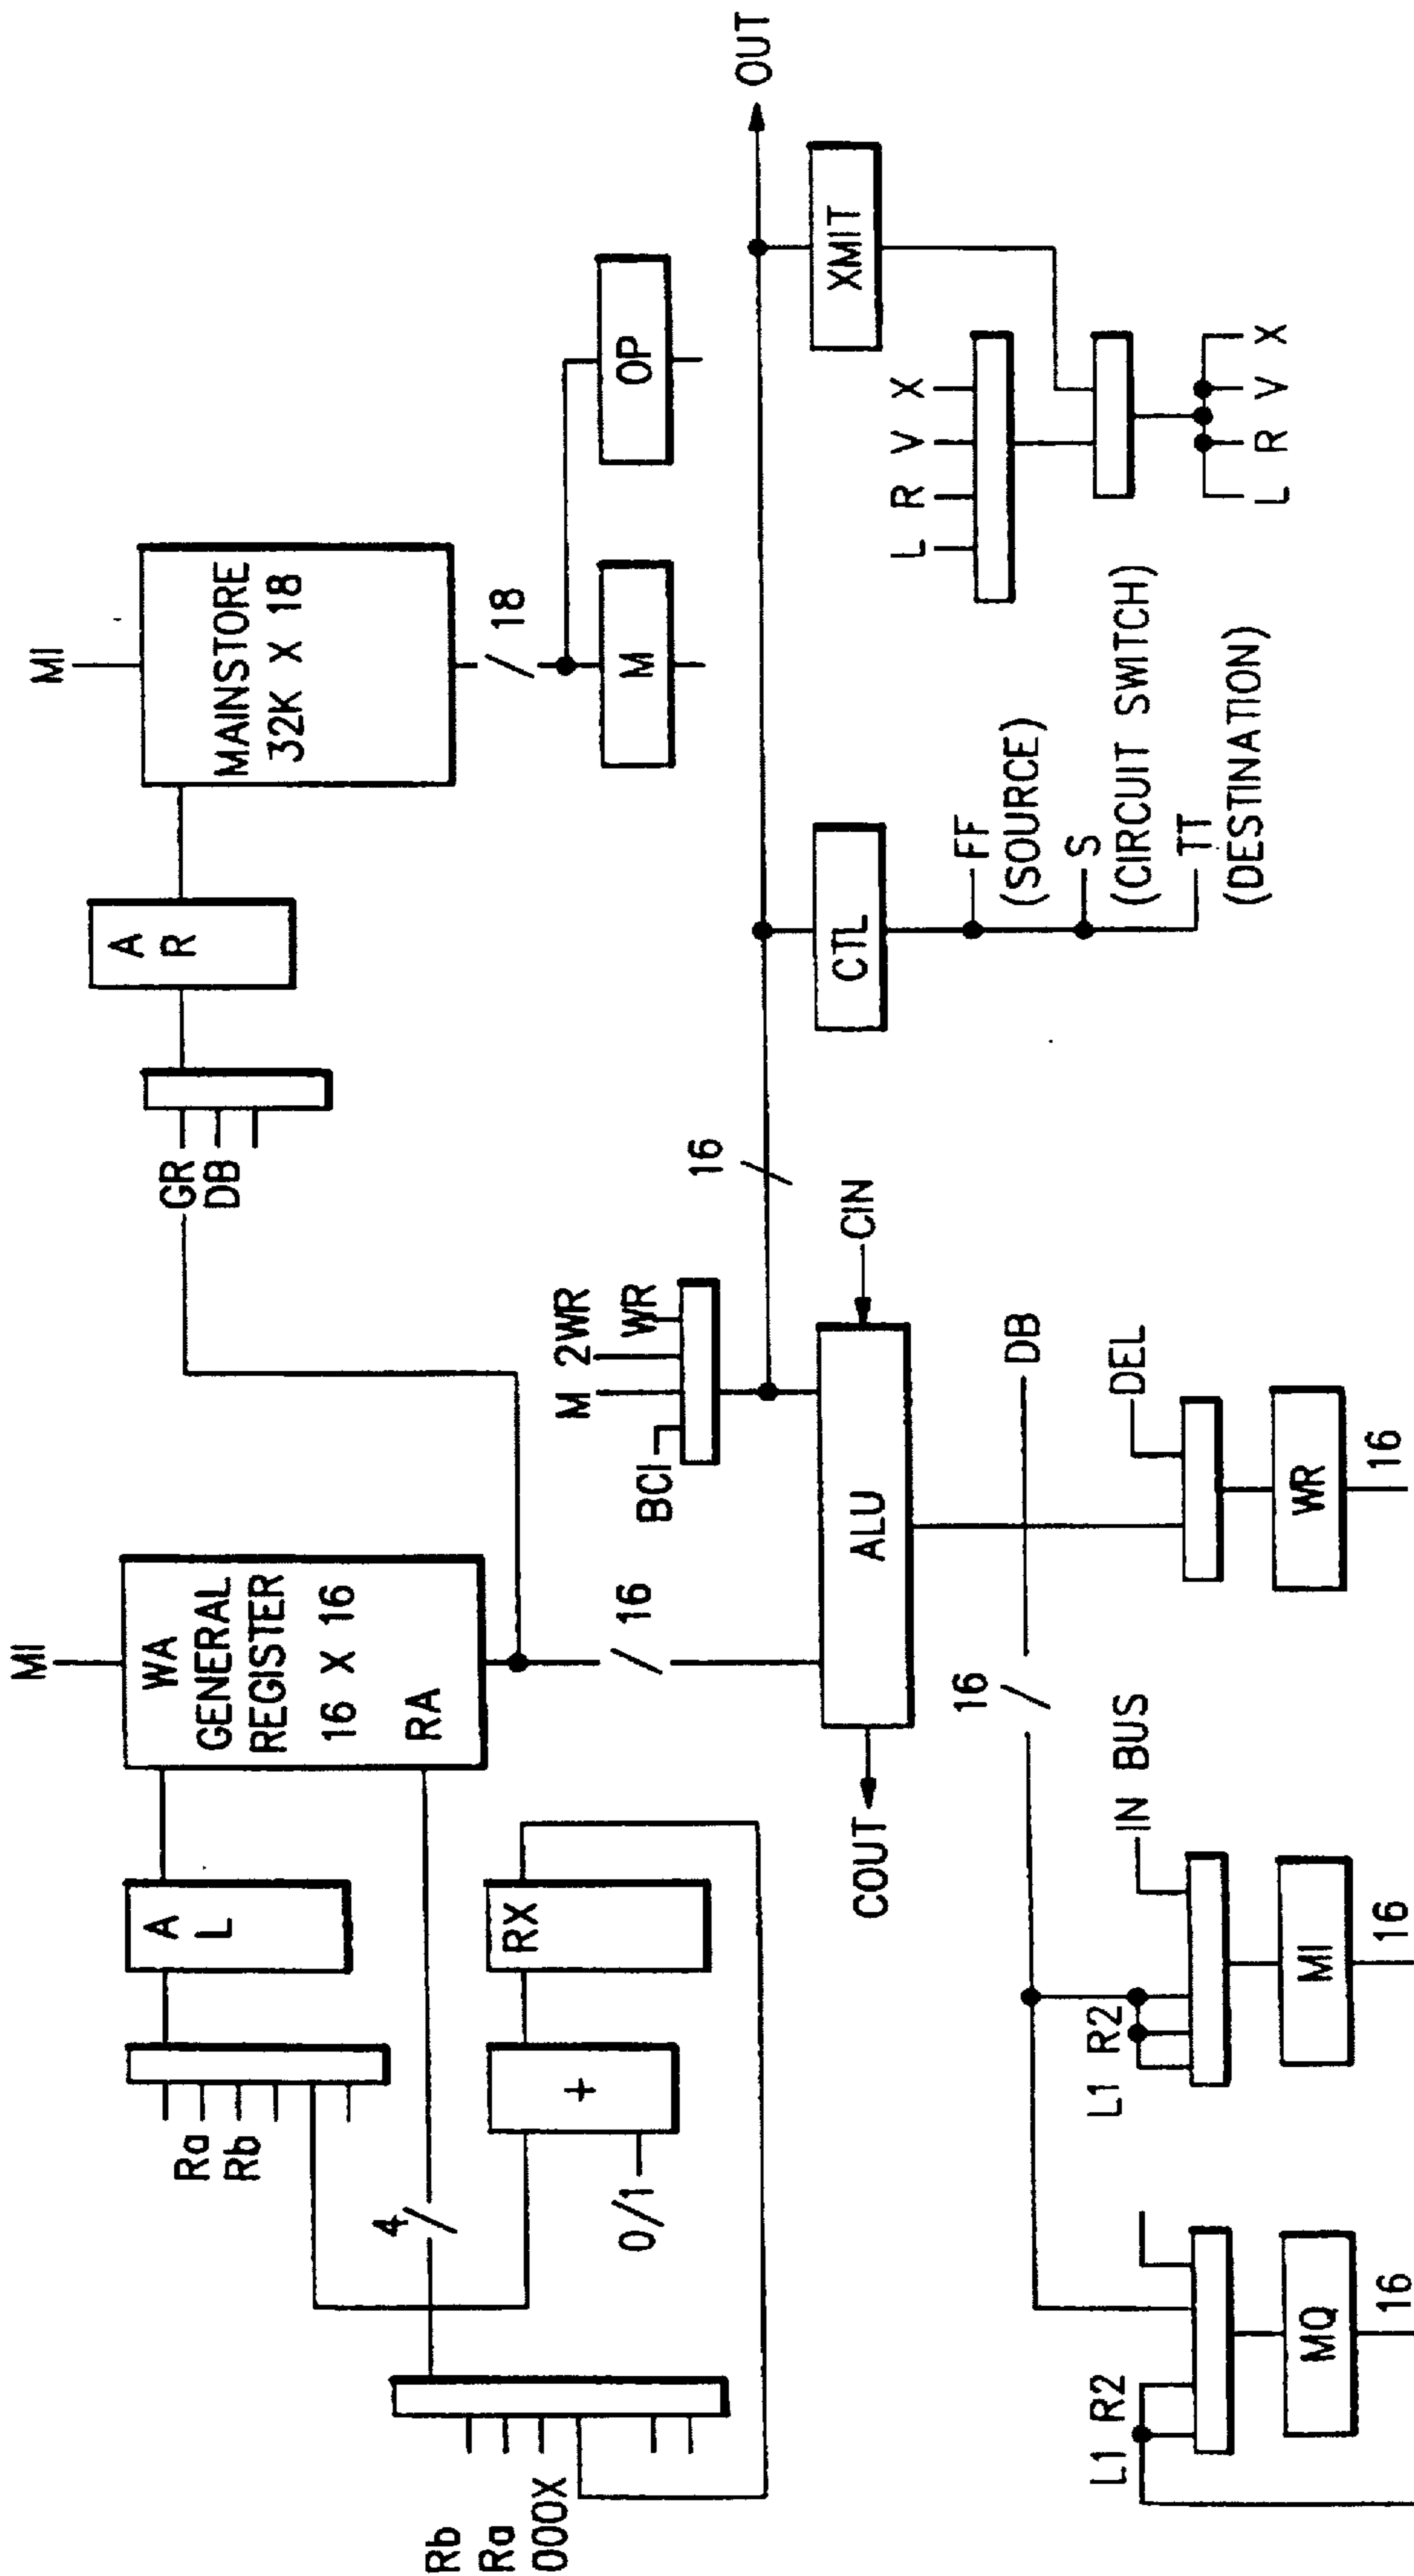 MI
MI
WA
GENERAL
REGISTER
16 X 16
RA
A
L
Ra
Rb
4
RX
+
0/1
Rb
Ra
000X
GR
DB
A
R
MAINSTORE
32K X 18
18
M
OP
16
BCI
M
2WR
WR
16
ALU
CIN
COUT
OUT
CTL
FF
(SOURCE)
S
(CIRCUIT SWITCH)
TT
(DESTINATION)
XMIT
L R V X
L R V X
DB
16
L1 R2
MQ
16
L1 R2
IN BUS
MI
16
DEL
WR
16